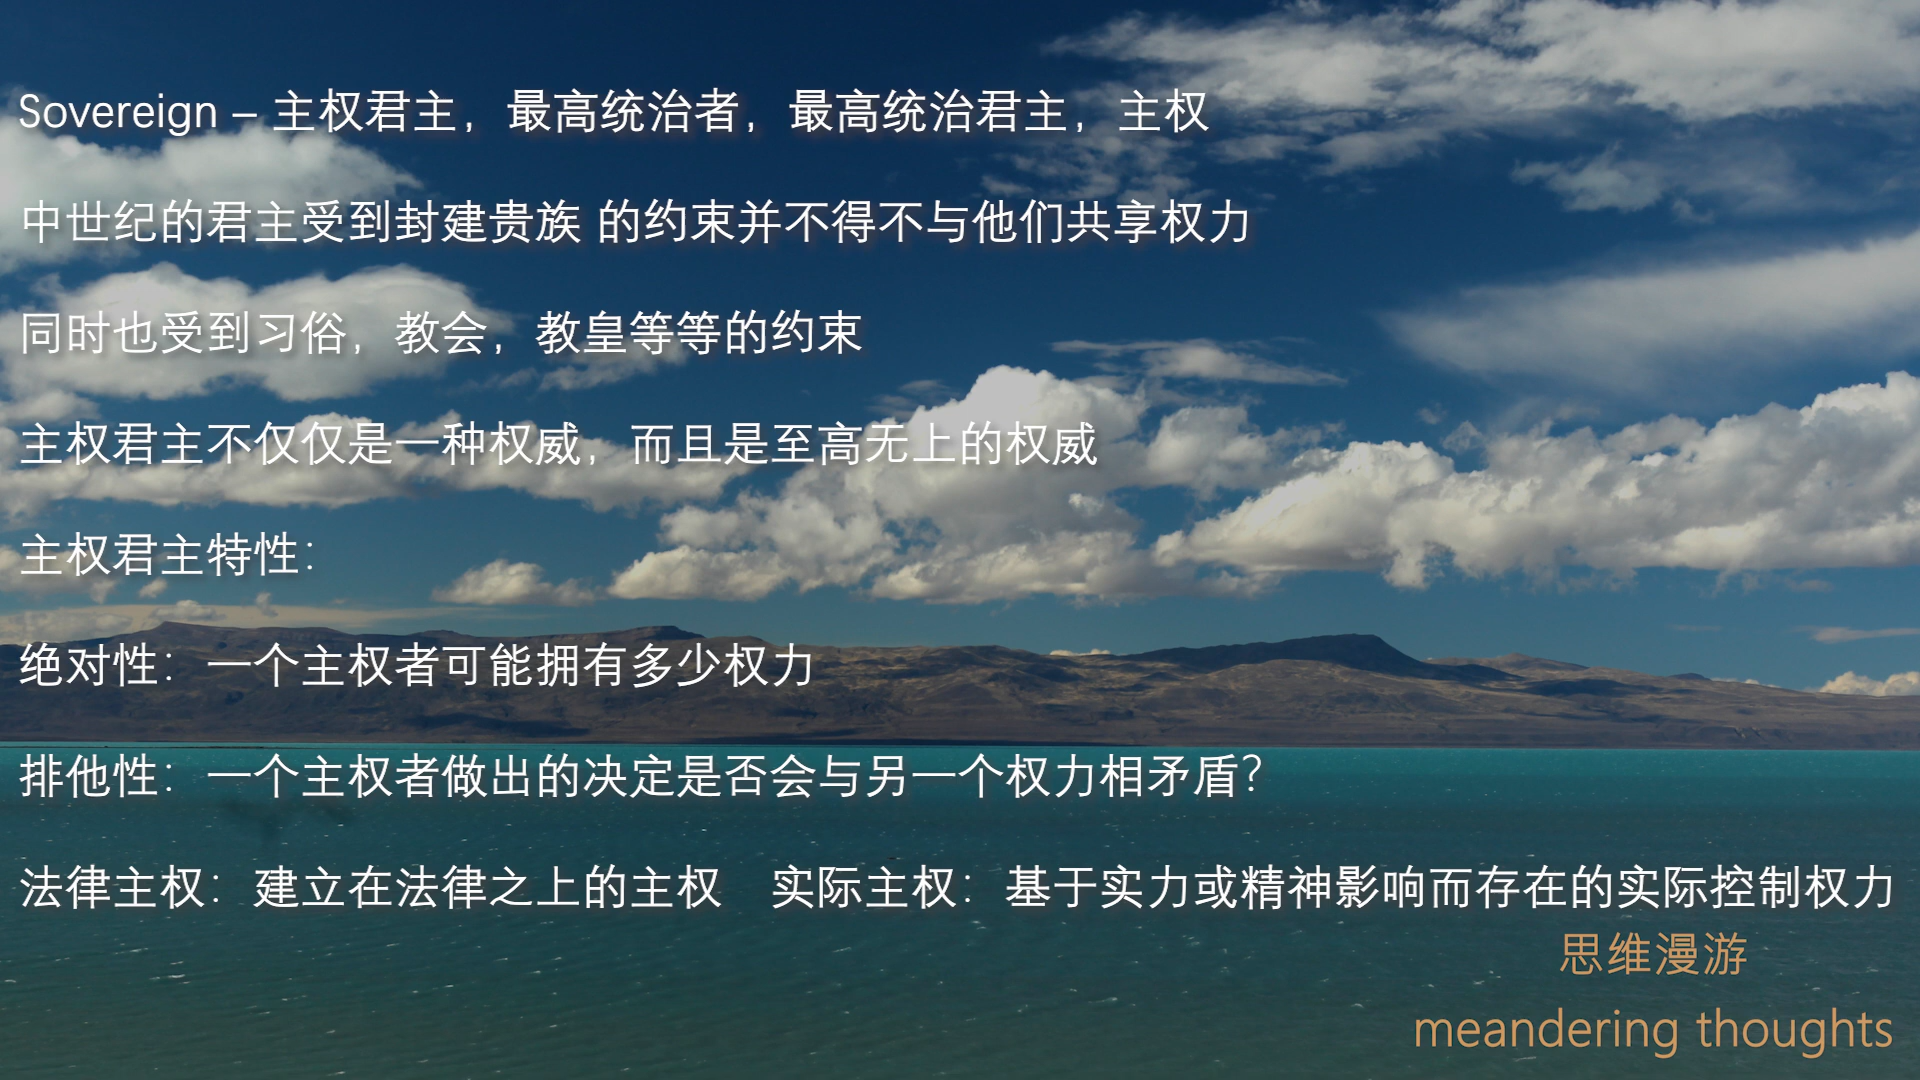 Sovereign – 主权君主，最高统治者，最高统治君主，主权
中世纪的君主受到封建贵族 的约束并不得不与他们共享权力
同时也受到习俗，教会，教皇等等的约束
主权君主不仅仅是一种权威，而且是至高无上的权威
主权君主特性：
绝对性：一个主权者可能拥有多少权力
排他性：一个主权者做出的决定是否会与另一个权力相矛盾？
法律主权：建立在法律之上的主权　实际主权：基于实力或精神影响而存在的实际控制权力
思维漫游
meandering thoughts